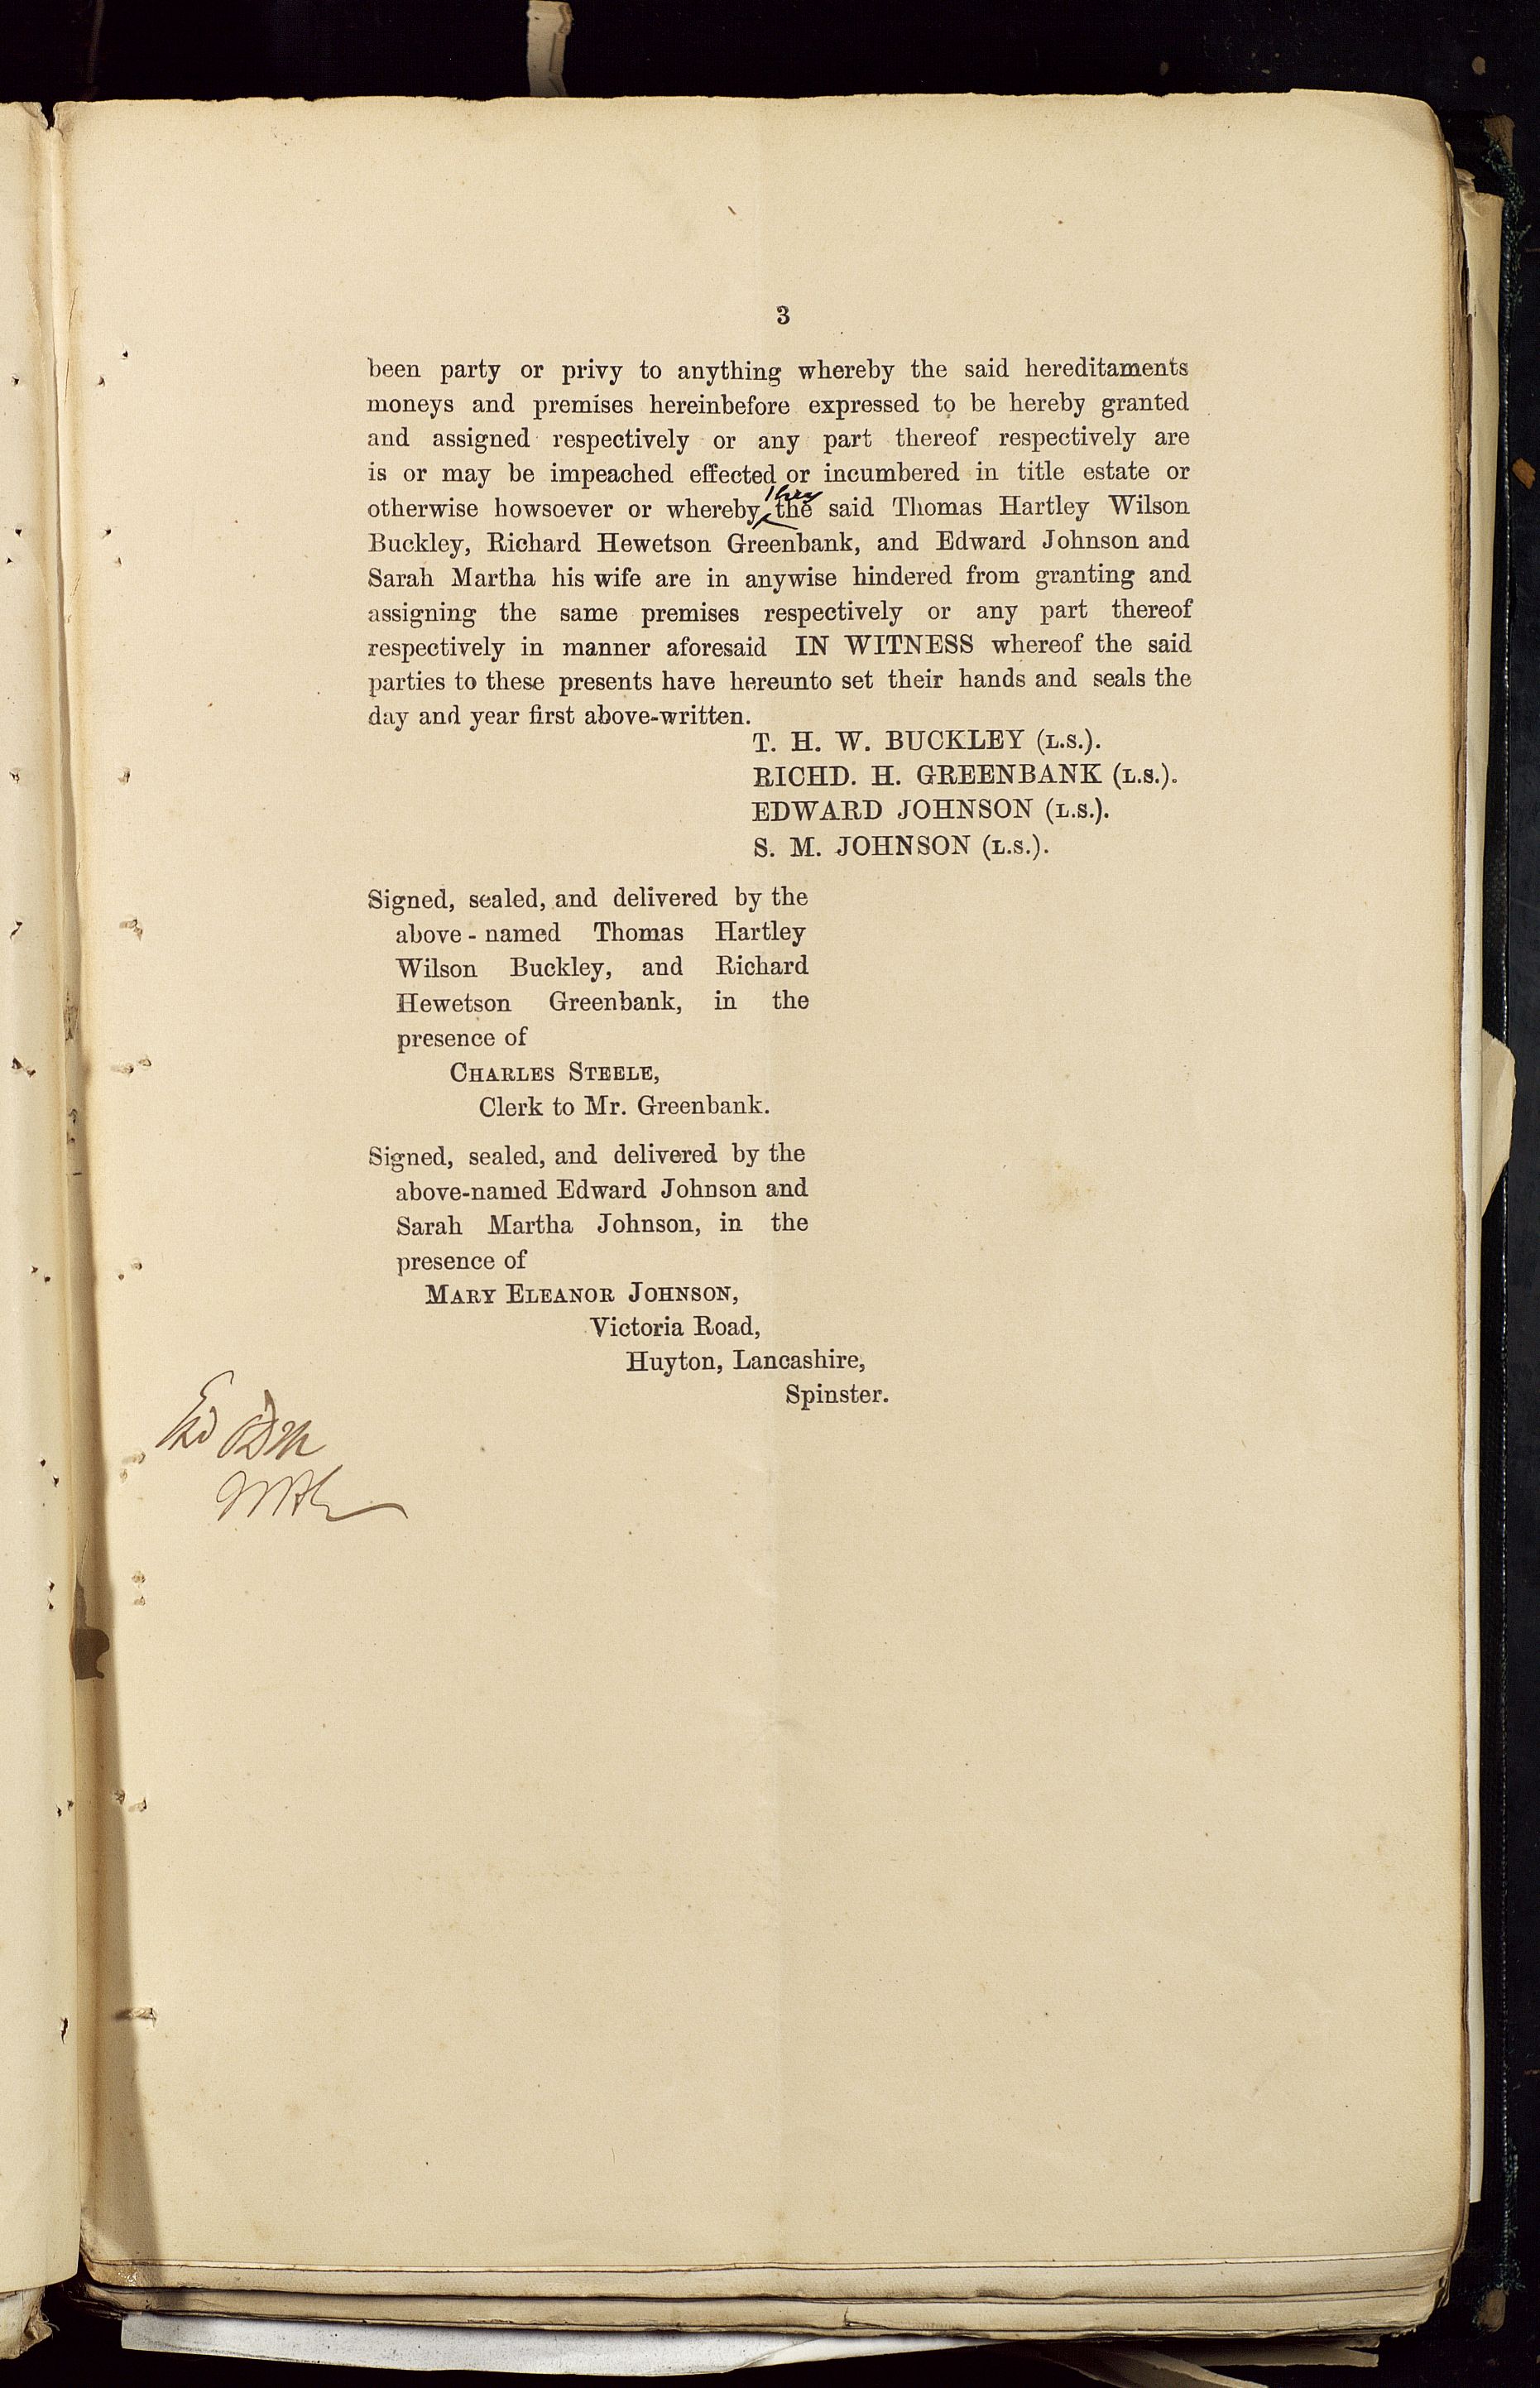 3
been party or privy to anything whereby the said hereditaments
moneys and premises hereinbefore expressed to be hereby granted
and assigned respectively or any part thereof respectively are
is or may be impeached effected or incumbered in title estate or
they
otherwise howsoever or whereby the said Thomas Hartley Wilson
Buckley, Richard Hewetson Greenbank, and Edward Johnson and
Sarah Martha his wife are in anywise hindered from granting and
assigning the same premises respectively or any part thereof
respectively in manner aforesaid IN WITNESS whereof the said
parties to these presents have hereunto set their hands and seals the
day and year first above-written.
T. H. W. BUCKLEY (L.S.).
RICHD. H. GREENBANK (L.S.).
EDWARD JOHNSON (L.S.).
S. M. JOHNSON (L.S.).
Signed, sealed, and delivered by the
above-named Thomas Hartley
Wilson Buckley, and Richard
Hewetson Greenbank, in the
presence of
CHARLES STEELE,
Clerk to Mr. Greenbank.
Signed, sealed, and delivered by the
above-named Edward Johnson and
Sarah Martha Johnson, in the
presence of
MARY ELEANOR JOHNSON,
Victoria Road,
Huyton, Lancashire,
Spinster.